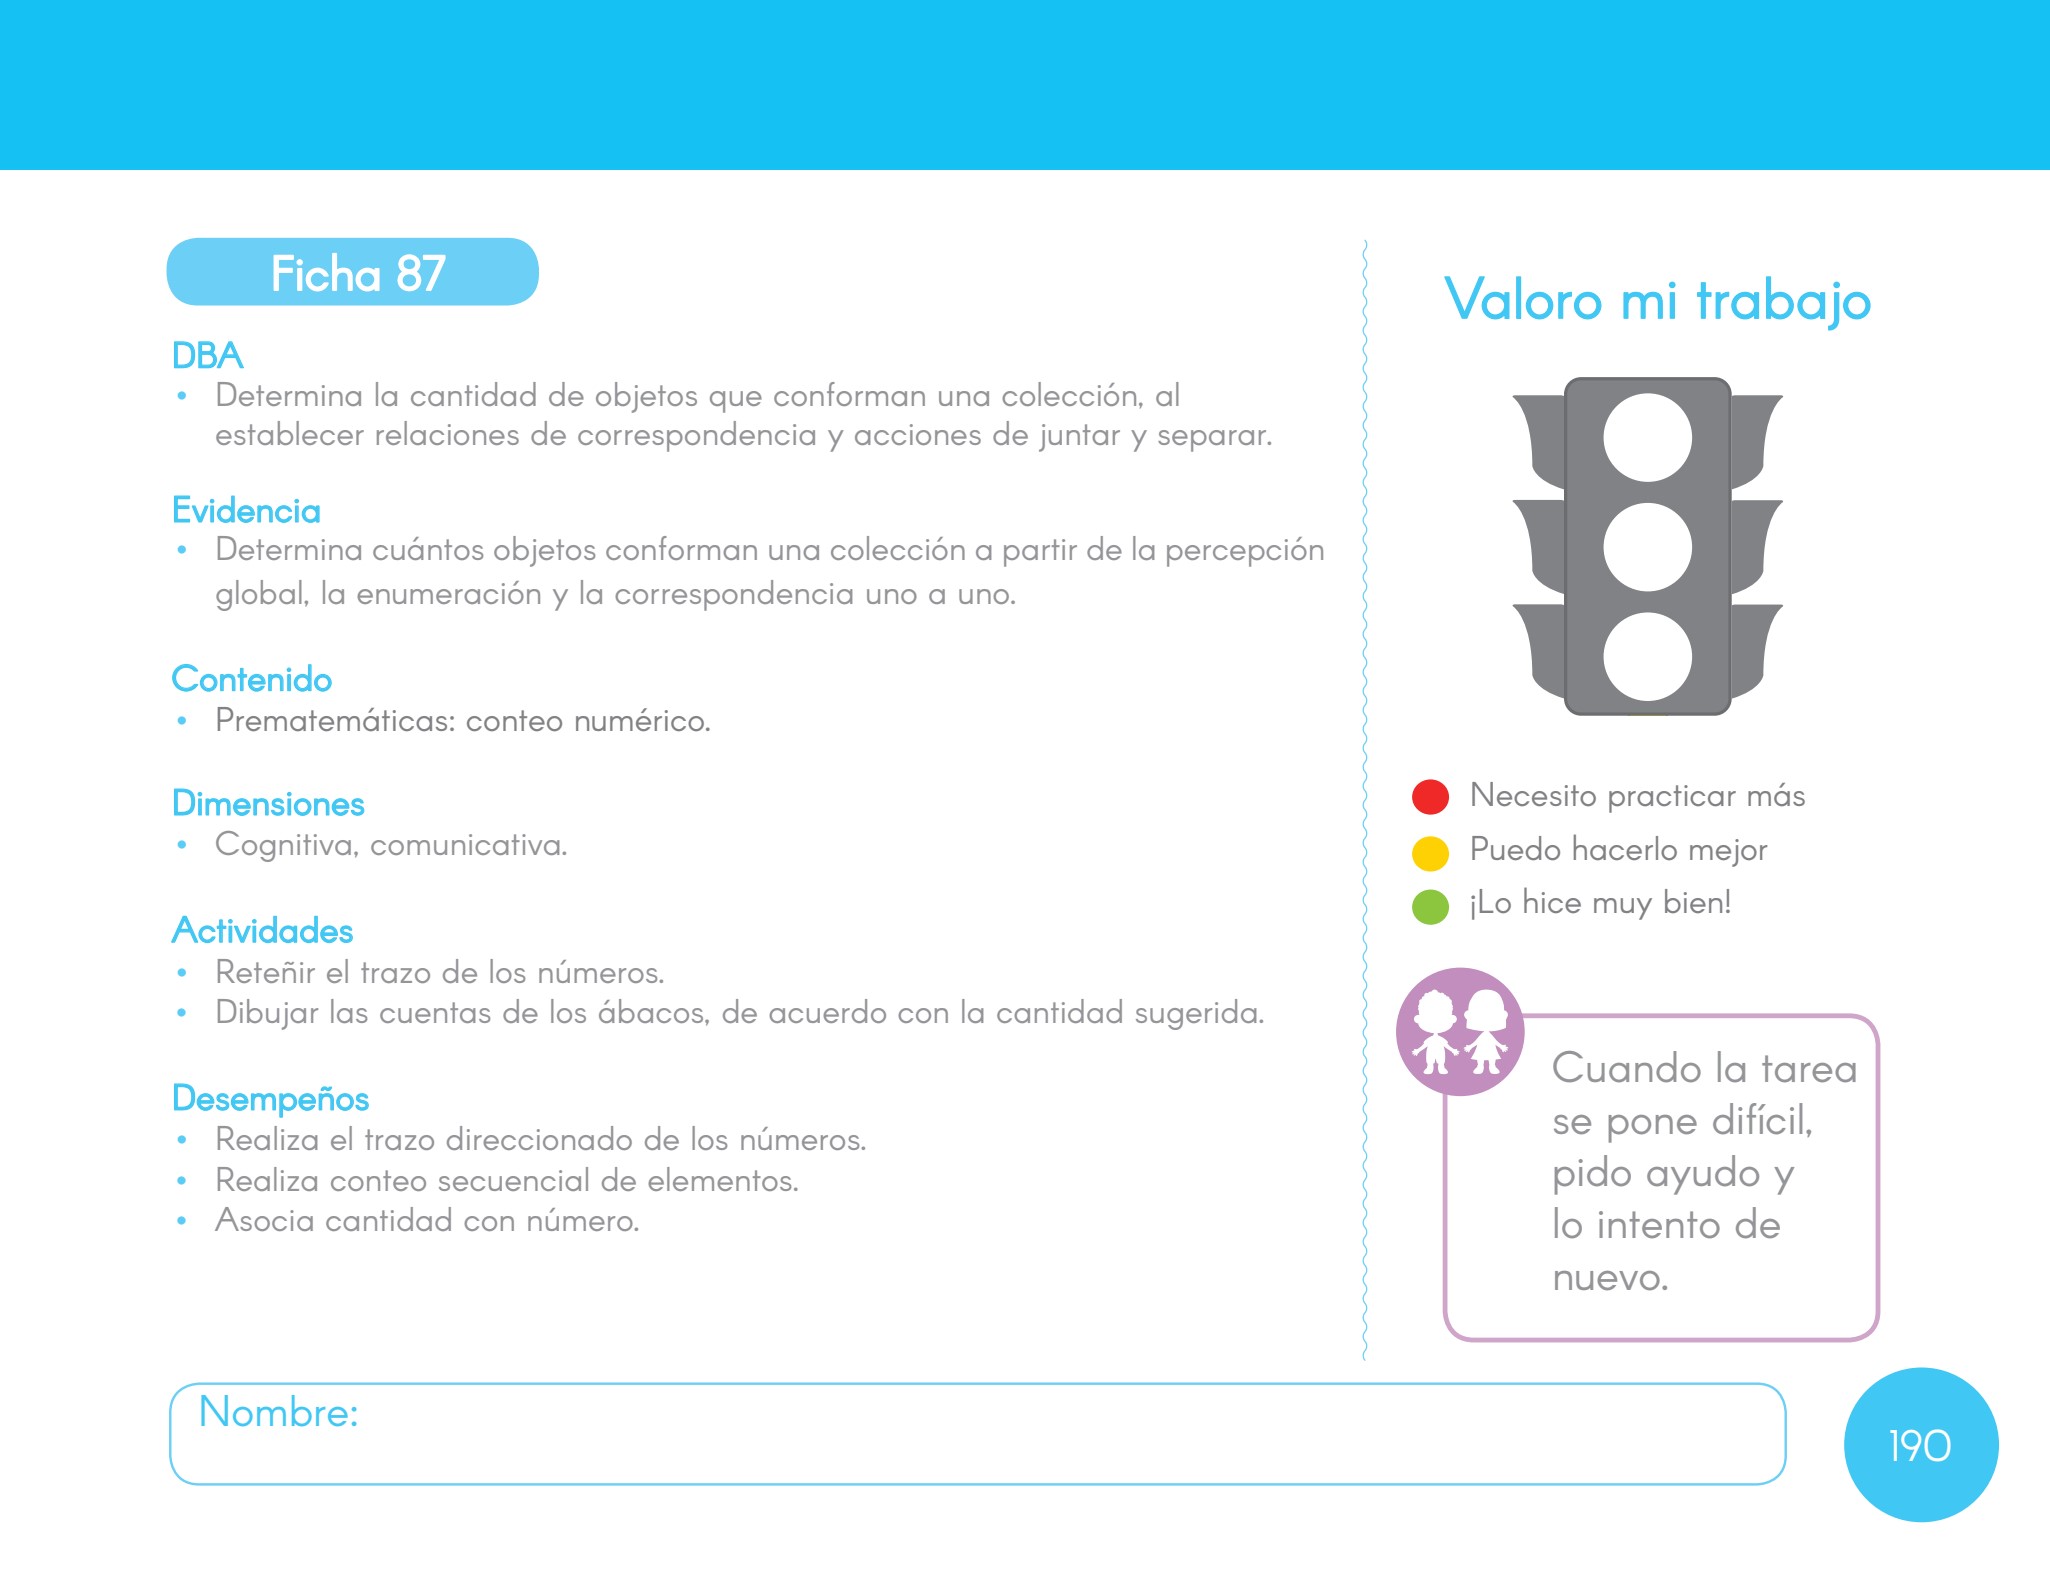 Ficha 87
DBA
• Determina la cantidad de objetos que conforman una colección, al
establecer relaciones de correspondencia y acciones de juntar y separar.
Evidencia
• Determina cuántos objetos conforman una colección a partir de la percepción
global, la enumeración y la correspondencia uno a uno.
Contenido
• Prematemáticas: conteo numérico.
Dimensiones
• Cognitiva, comunicativa.
Actividades
• Reteñir el trazo de los números.
• Dibujar las cuentas de los ábacos, de acuerdo con la cantidad sugerida.
Desempeños
• Realiza el trazo direccionado de los números.
• Realiza conteo secuencial de elementos.
• Asocia cantidad con número.
Valoro mi trabajo
Necesito practicar más
Puedo hacerlo mejor
¡Lo hice muy bien!
Cuando la tarea
se pone difícil,
pido ayudo y
lo intento de
nuevo.
Nombre:
190